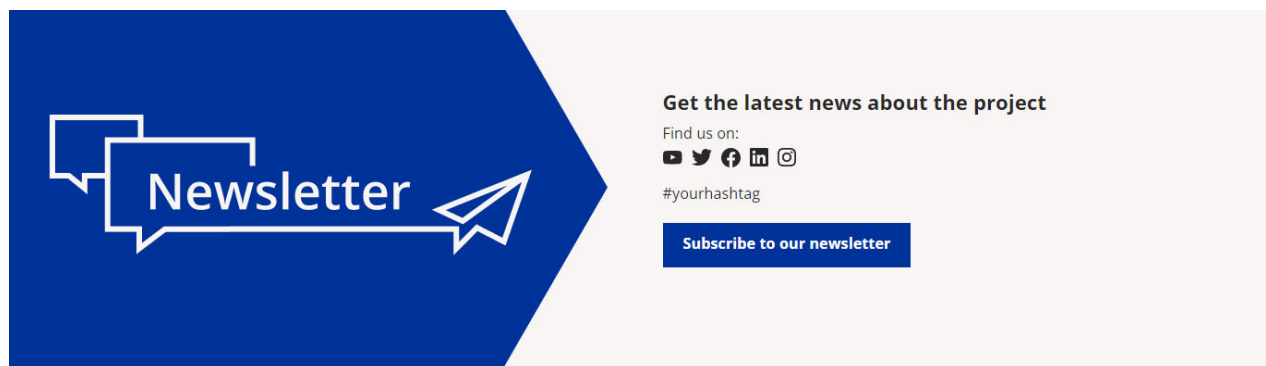 Newsletter
Get the latest news about the project
Find us on:
#yourhashtag
Subscribe to our newsletter